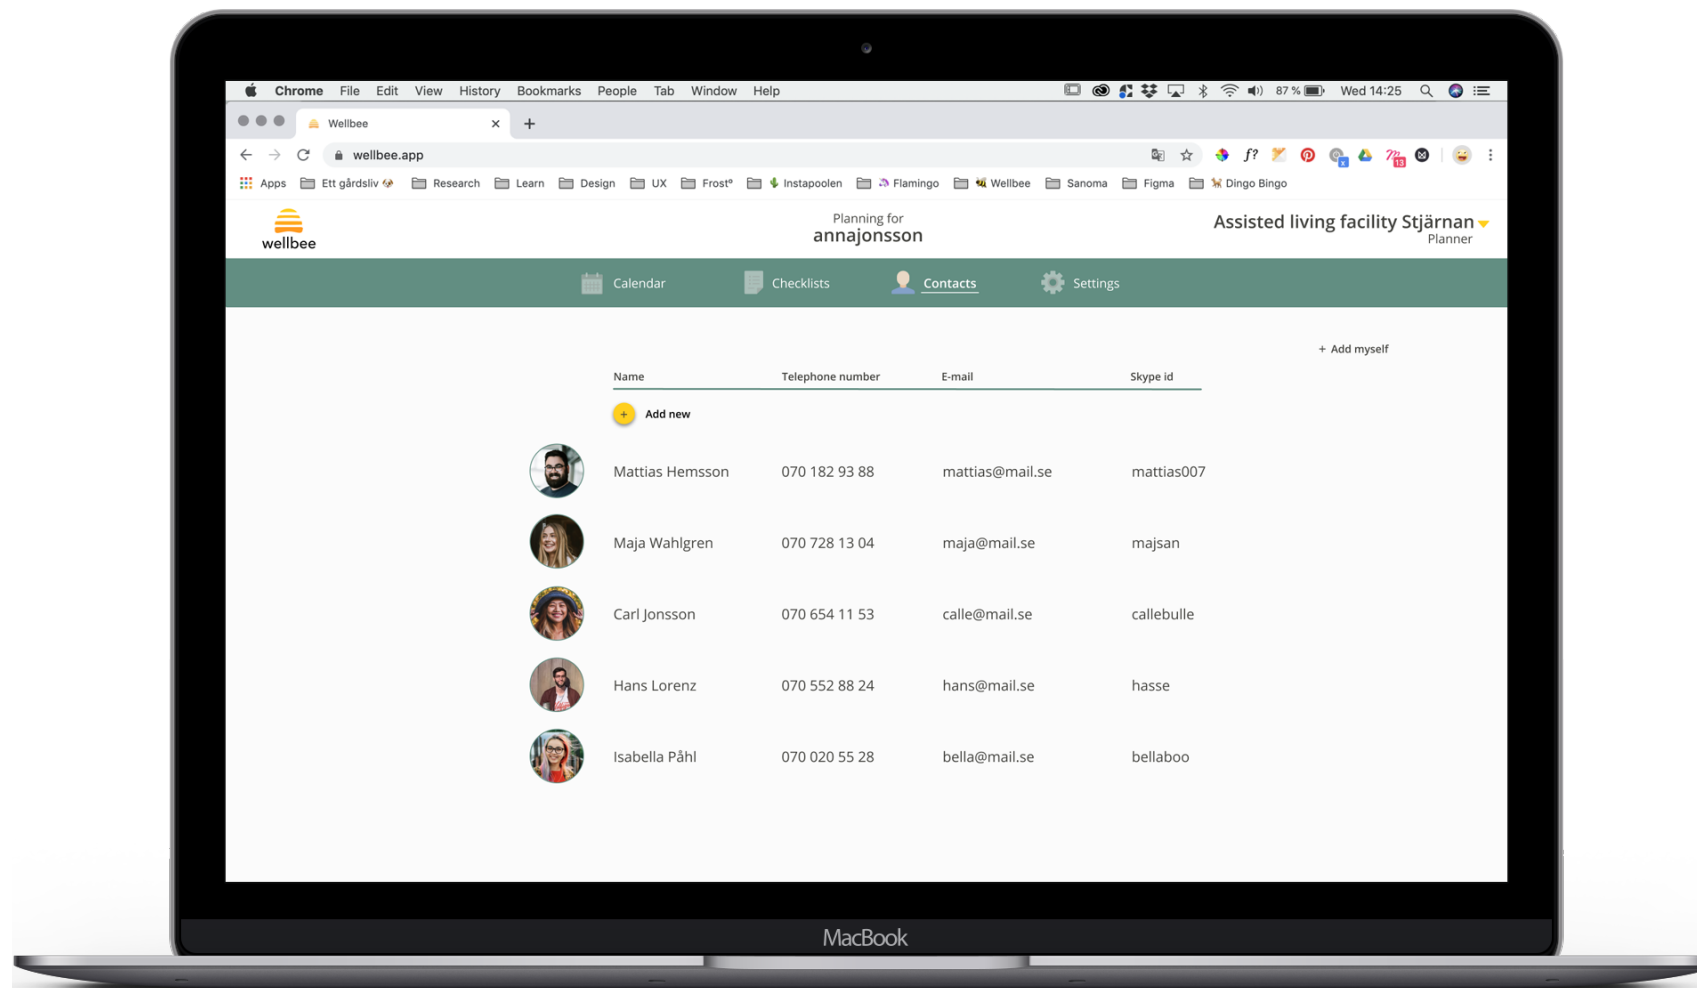 Chrome File Edit View History Bookmarks People Tab Window Help 87 % Wed 14:25
Wellbee
wellbee.app f? 13
Apps Ett gårdsliv Research Learn Design UX Frost° Instapoolen Flamingo Wellbee Sanoma Figma Dingo Bingo
wellbee
Planning for
annajonsson
Assisted living facility Stjärnan
Planner
Calendar Checklists Contacts Settings
+ Add myself
Name Telephone number E-mail Skype id
+ Add new
Mattias Hemsson 070 182 93 88 mattias@mail.se mattias007
Maja Wahlgren 070 728 13 04 maja@mail.se majsan
Carl Jonsson 070 654 11 53 calle@mail.se callebulle
Hans Lorenz 070 552 88 24 hans@mail.se hasse
Isabella Påhl 070 020 55 28 bella@mail.se bellaboo
MacBook